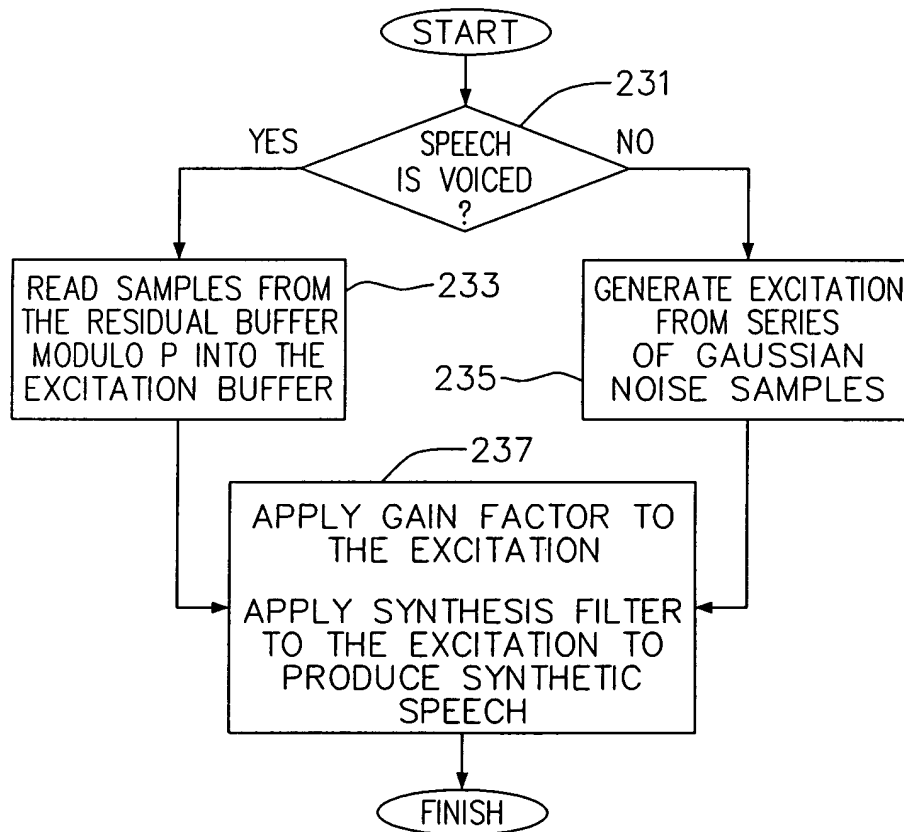 START
231
YES
SPEECH
IS VOICED
?
NO
READ SAMPLES FROM
THE RESIDUAL BUFFER
MODULO P INTO THE
EXCITATION BUFFER
233
GENERATE EXCITATION
FROM SERIES
OF GAUSSIAN
NOISE SAMPLES
235
237
APPLY GAIN FACTOR TO
THE EXCITATION
APPLY SYNTHESIS FILTER
TO THE EXCITATION TO
PRODUCE SYNTHETIC
SPEECH
FINISH